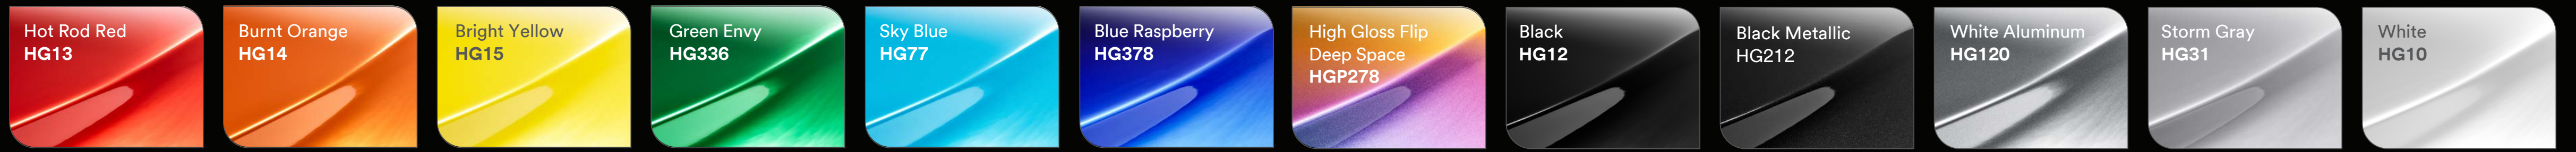 Hot Rod Red
HG13
Burnt Orange
HG14
Bright Yellow
HG15
Green Envy
HG336
Sky Blue
HG77
Blue Raspberry
HG378
High Gloss Flip
Deep Space
HGP278
Black
HG12
Black Metallic
HG212
White Aluminum
HG120
Storm Gray
HG31
White
HG10